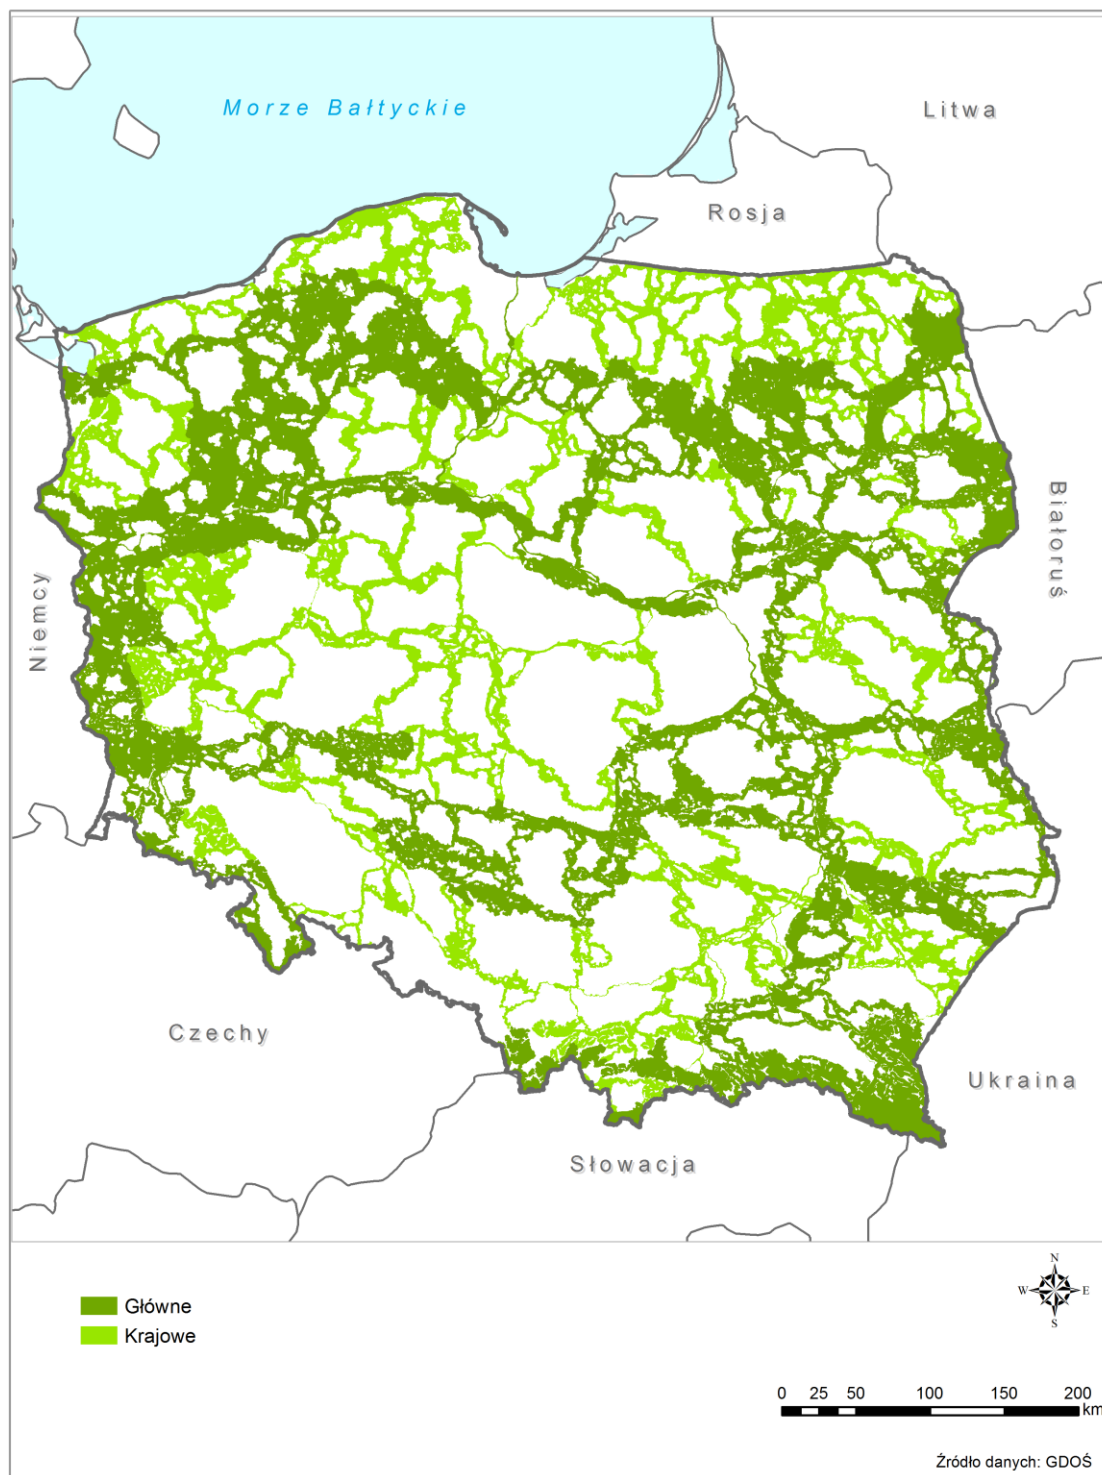 Morze Bałtyckie
Litwa
Rosja
Białoruś
Niemcy
Czechy
Ukraina
Słowacja
N
W E
S
Główne
Krajowe
0 25 50 100 150 200
km
Źródło danych: GDOŚ